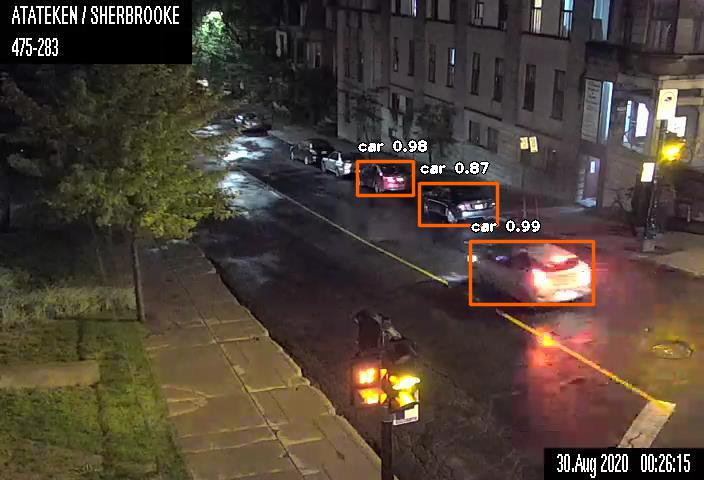 ATATEKEN / SHERBROOKE
475-283
car 0.98
car 0.87
car 0.99
30.Aug 2020 00:26:15